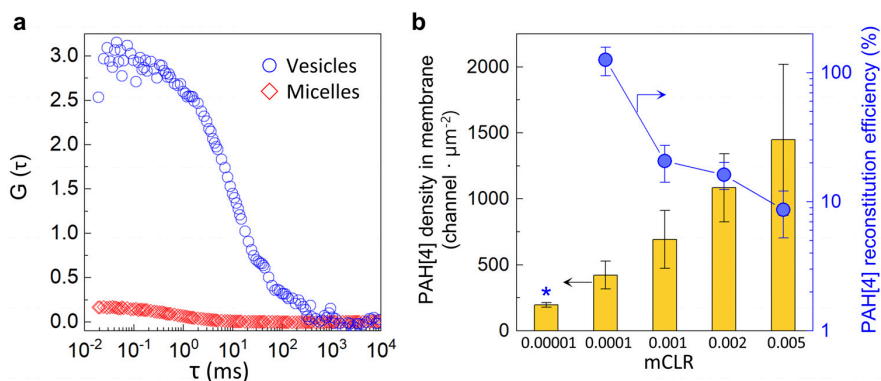 a
3.0
2.5
2.0
1.5
1.0
0.5
0.0
G (τ)
Vesicles
Micelles
10⁻² 10⁻¹ 10⁰ 10¹ 10² 10³ 10⁴
τ (ms)
b
2000
1500
1000
500
0
PAH[4] density in membrane
(channel · µm⁻²)
*
0.00001 0.0001 0.001 0.002 0.005
mCLR
100
10
1
PAH[4] reconstitution efficiency (%)